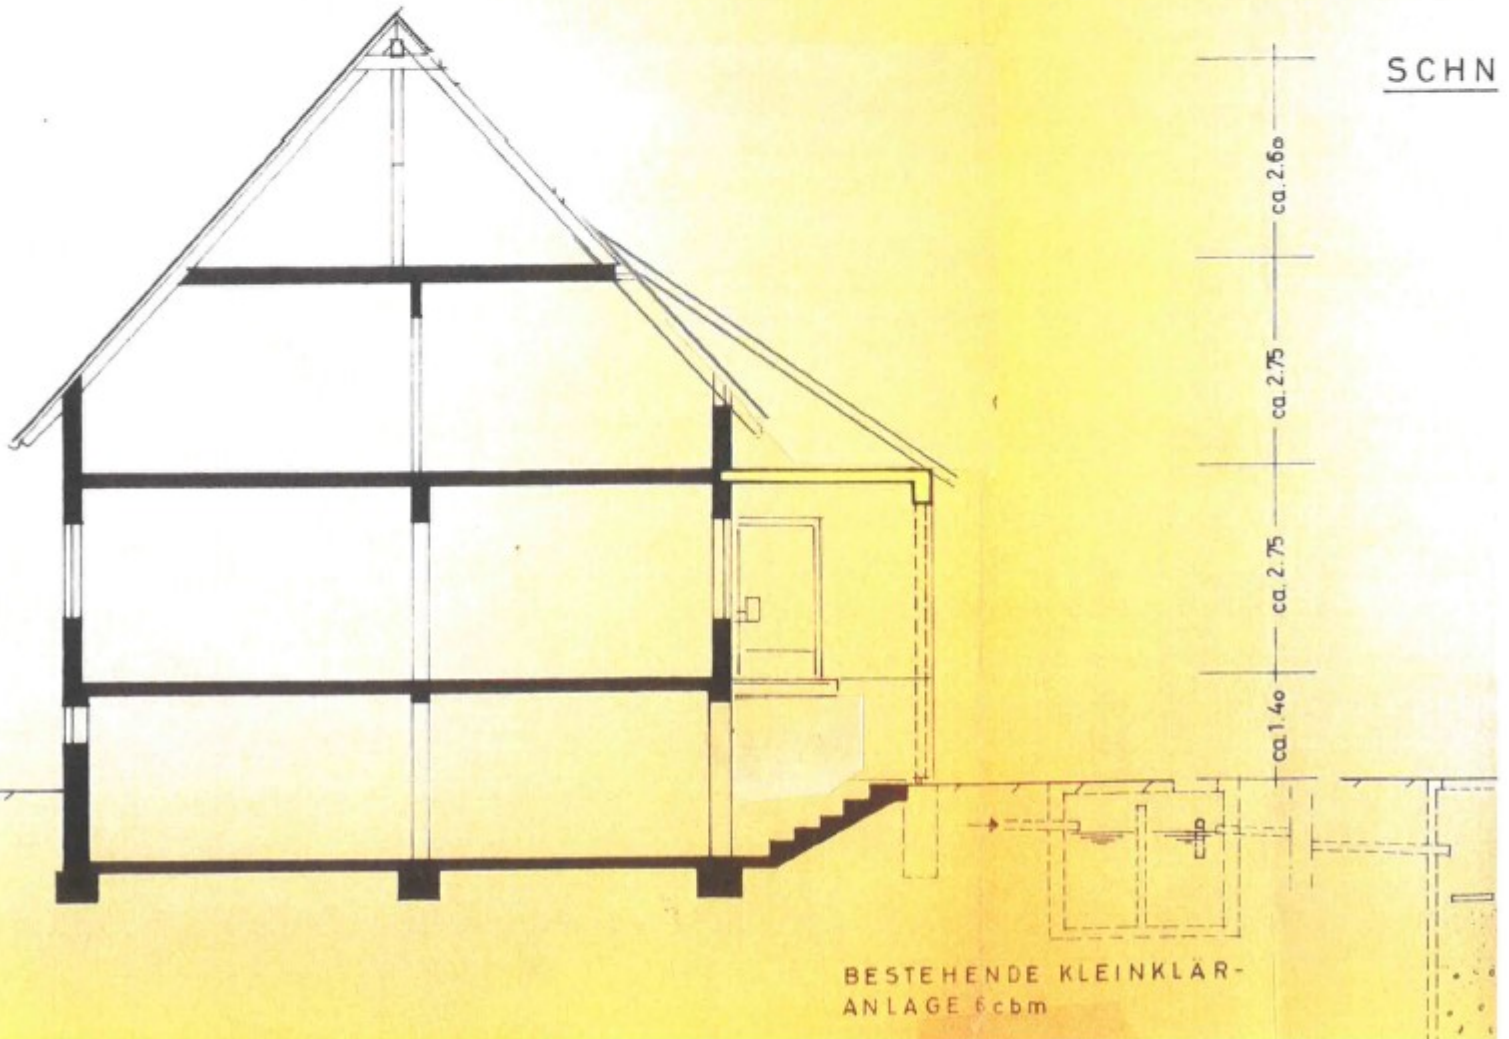 SCHN
ca. 2.60
ca. 2.75
ca. 2.75
ca 1.40
BESTEHENDE KLEINKLÄR-
ANLAGE 6cbm